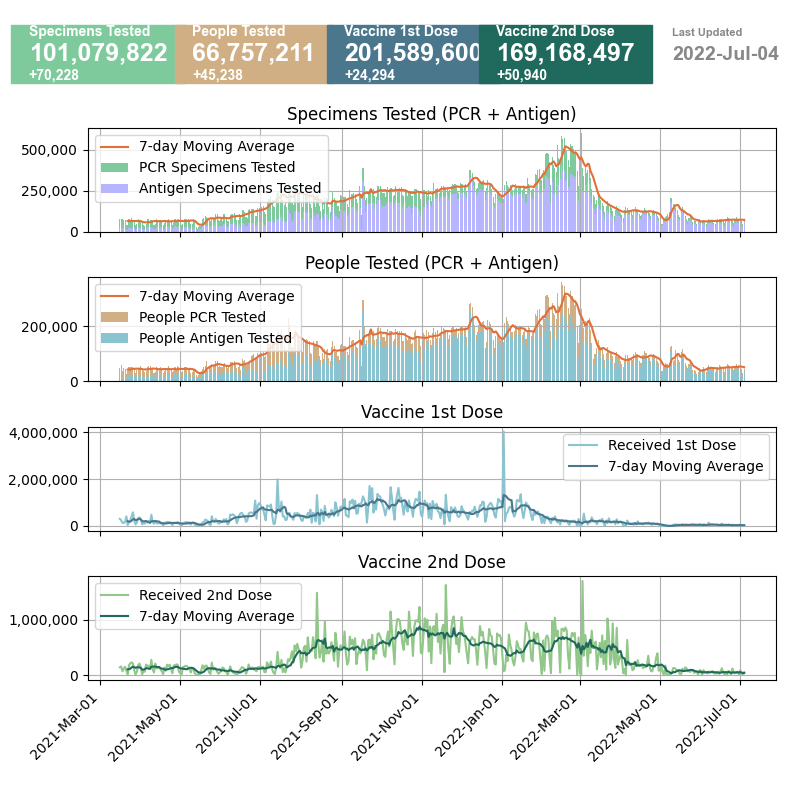 Specimens Tested
101,079,822
+70,228
People Tested
66,757,211
+45,238
Vaccine 1st Dose
201,589,600
+24,294
Vaccine 2nd Dose
169,168,497
+50,940
Last Updated
2022-Jul-04
Specimens Tested (PCR + Antigen)
7-day Moving Average
PCR Specimens Tested
Antigen Specimens Tested
500,000
250,000
0
People Tested (PCR + Antigen)
7-day Moving Average
People PCR Tested
People Antigen Tested
200,000
0
Vaccine 1st Dose
Received 1st Dose
7-day Moving Average
4,000,000
2,000,000
0
Vaccine 2nd Dose
Received 2nd Dose
7-day Moving Average
1,000,000
0
2021-Mar-01
2021-May-01
2021-Jul-01
2021-Sep-01
2021-Nov-01
2022-Jan-01
2022-Mar-01
2022-May-01
2022-Jul-01